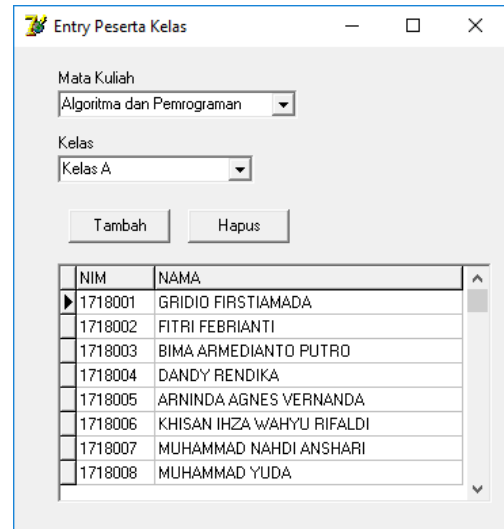 Entry Peserta Kelas
Mata Kuliah
Algoritma dan Pemrograman
Kelas
Kelas A
Tambah Hapus
NIM NAMA
1718001 GRIDIO FIRSTIAMADA
1718002 FITRI FEBRIANTI
1718003 BIMA ARMEDIANTO PUTRO
1718004 DANDY RENDIKA
1718005 ARNINDA AGNES VERNANDA
1718006 KHISAN IHZA WAHYU RIFALDI
1718007 MUHAMMAD NAHDI ANSHARI
1718008 MUHAMMAD YUDA